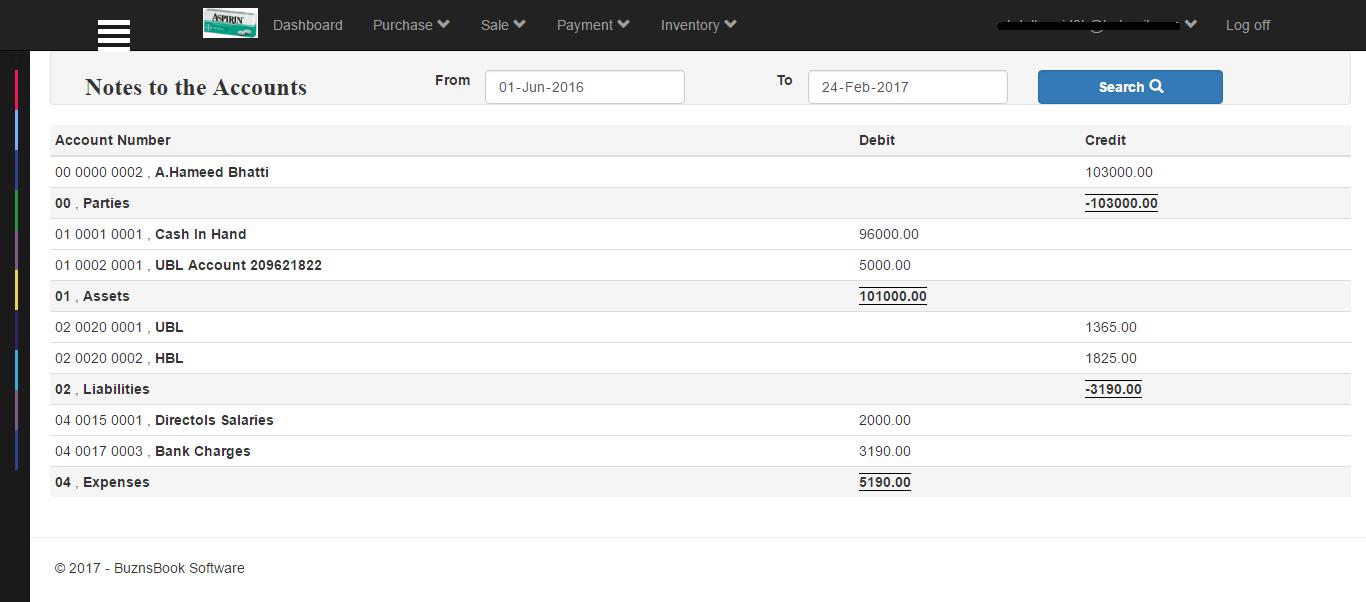 ASPIRIN Dashboard Purchase Sale Payment Inventory Log off
Notes to the Accounts From 01-Jun-2016 To 24-Feb-2017 Search
Account Number Debit Credit
00 0000 0002 , A.Hameed Bhatti 103000.00
00 , Parties -103000.00
01 0001 0001 , Cash In Hand 96000.00
01 0002 0001 , UBL Account 209621822 5000.00
01 , Assets 101000.00
02 0020 0001 , UBL 1365.00
02 0020 0002 , HBL 1825.00
02 , Liabilities -3190.00
04 0015 0001 , Directols Salaries 2000.00
04 0017 0003 , Bank Charges 3190.00
04 , Expenses 5190.00
© 2017 - BuznsBook Software